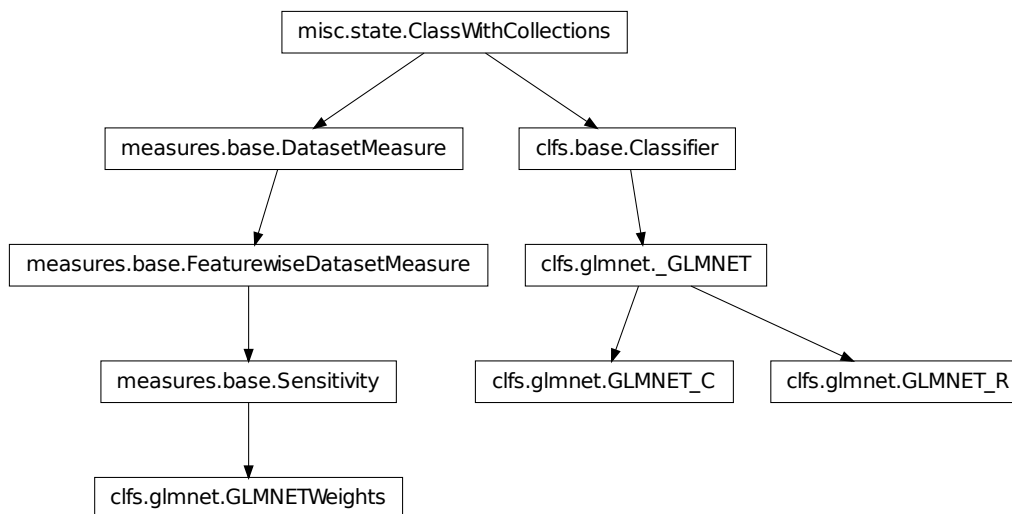 misc.state.ClassWithCollections
measures.base.DatasetMeasure
clfs.base.Classifier
measures.base.FeaturewiseDatasetMeasure
clfs.glmnet._GLMNET
measures.base.Sensitivity
clfs.glmnet.GLMNET_C
clfs.glmnet.GLMNET_R
clfs.glmnet.GLMNETWeights